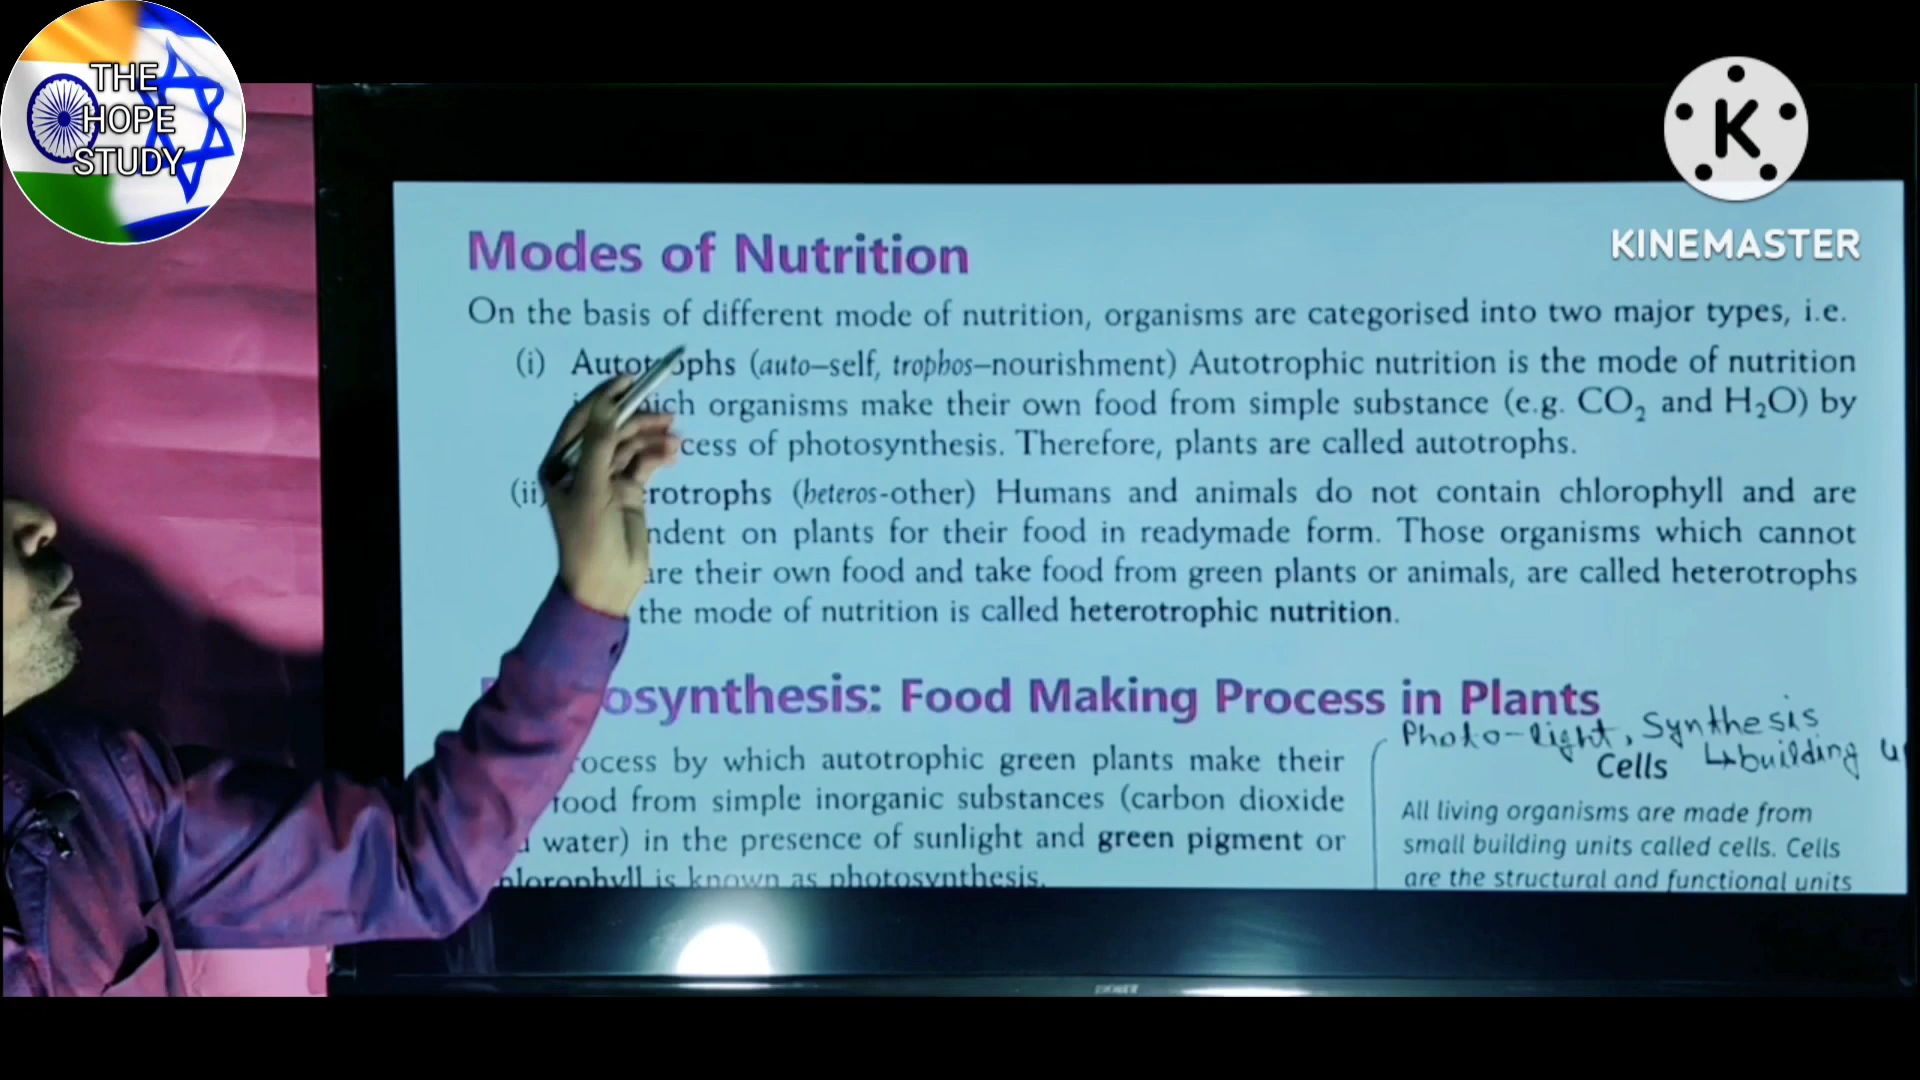 THE
HOPE
STUDY
K
KINEMASTER
Modes of Nutrition
On the basis of different mode of nutrition, organisms are categorised into two major types, i.e.
(i) Autotrophs (auto–self, trophos–nourishment) Autotrophic nutrition is the mode of nutrition
organisms make their own food from simple substance (e.g. CO₂ and H₂O) by
of photosynthesis. Therefore, plants are called autotrophs.
(ii) (heteros-other) Humans and animals do not contain chlorophyll and are
on plants for their food in readymade form. Those organisms which cannot
their own food and take food from green plants or animals, are called heterotrophs
the mode of nutrition is called heterotrophic nutrition.
Food Making Process in Plants
Photo-light, Synthesis
↳building
by which autotrophic green plants make their
food from simple inorganic substances (carbon dioxide
water) in the presence of sunlight and green pigment or
chlorophyll is known as photosynthesis.
Cells
All living organisms are made from
small building units called cells. Cells
are the structural and functional units